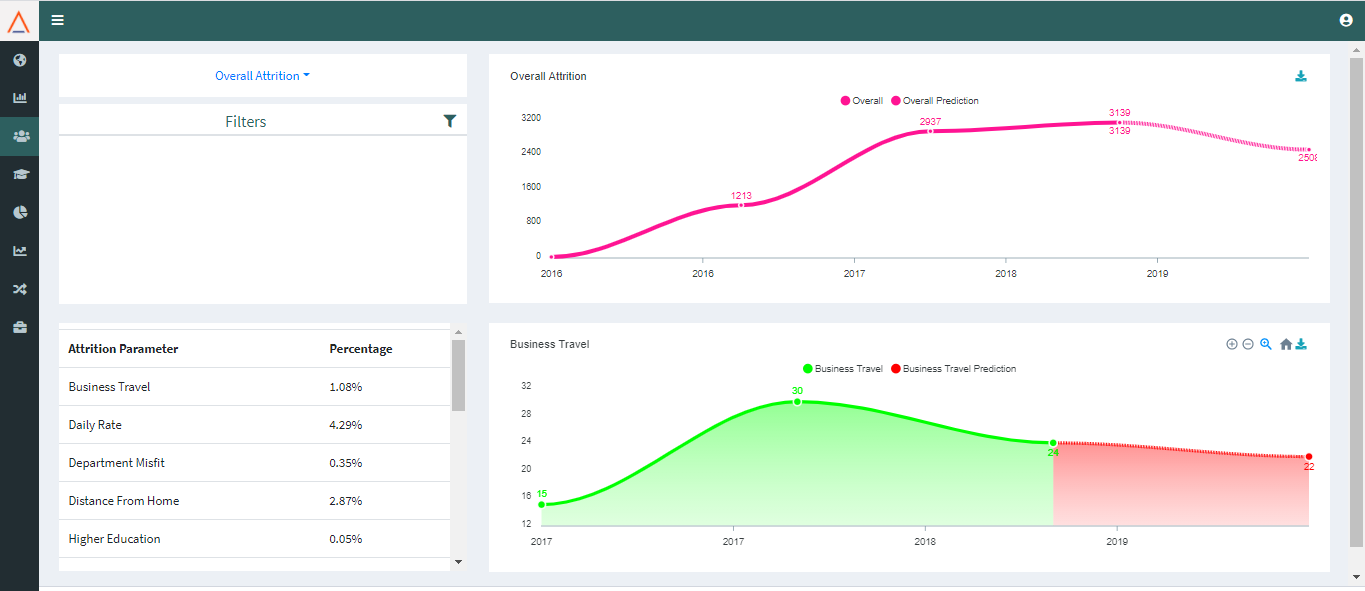 Overall Attrition
Filters
Attrition Parameter Percentage
Business Travel 1.08%
Daily Rate 4.29%
Department Misfit 0.35%
Distance From Home 2.87%
Higher Education 0.05%
Overall Attrition
Overall Overall Prediction
3200
2400
1600
800
0
1213
2937
3139
3139
2016 2016 2017 2018 2019
Business Travel
Business Travel Business Travel Prediction
32
28
24
20
16
12
15
30
24
22
2017 2017 2018 2019